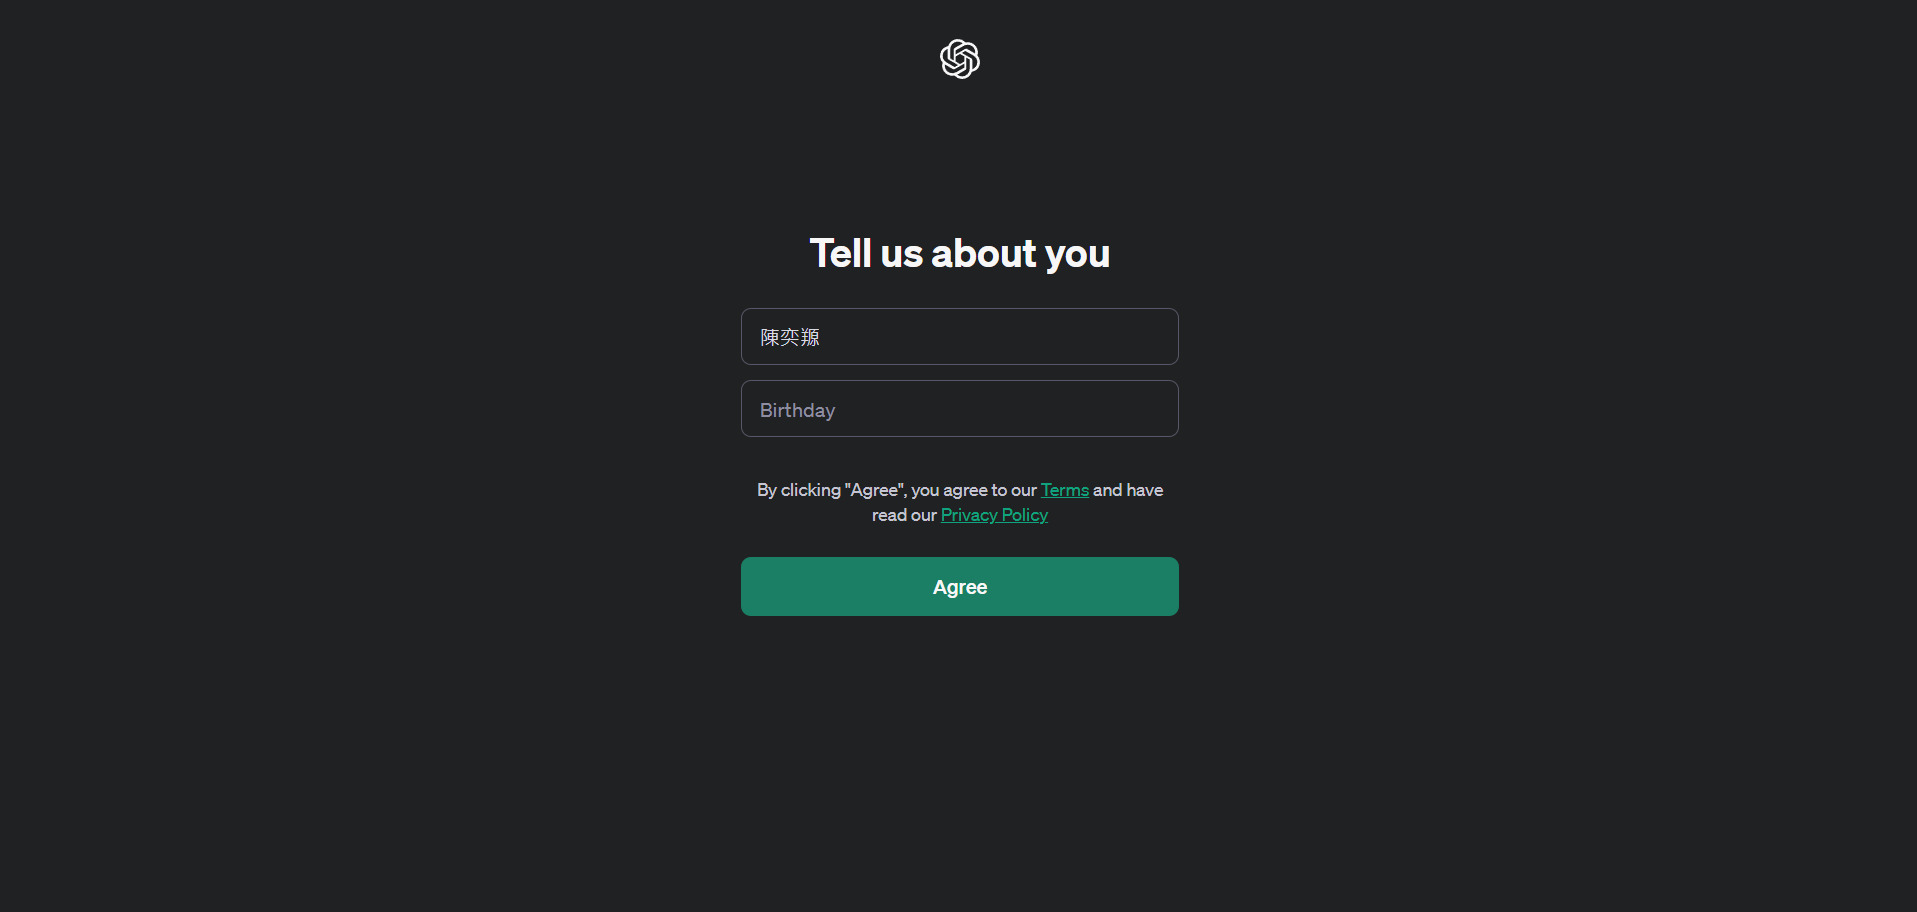 Tell us about you
陳奕羱
Birthday
By clicking "Agree", you agree to our Terms and have
read our Privacy Policy
Agree